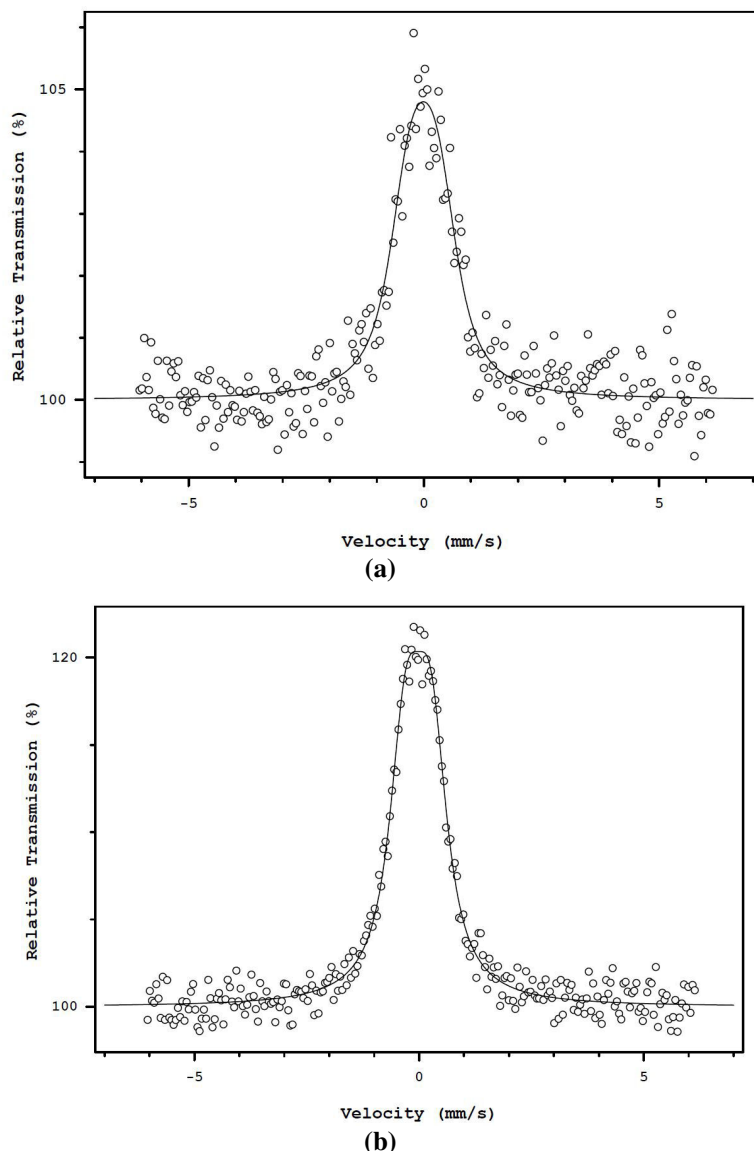 Relative Transmission (%)
105
100
-5
0
5
Velocity (mm/s)
(a)
Relative Transmission (%)
120
100
-5
0
5
Velocity (mm/s)
(b)